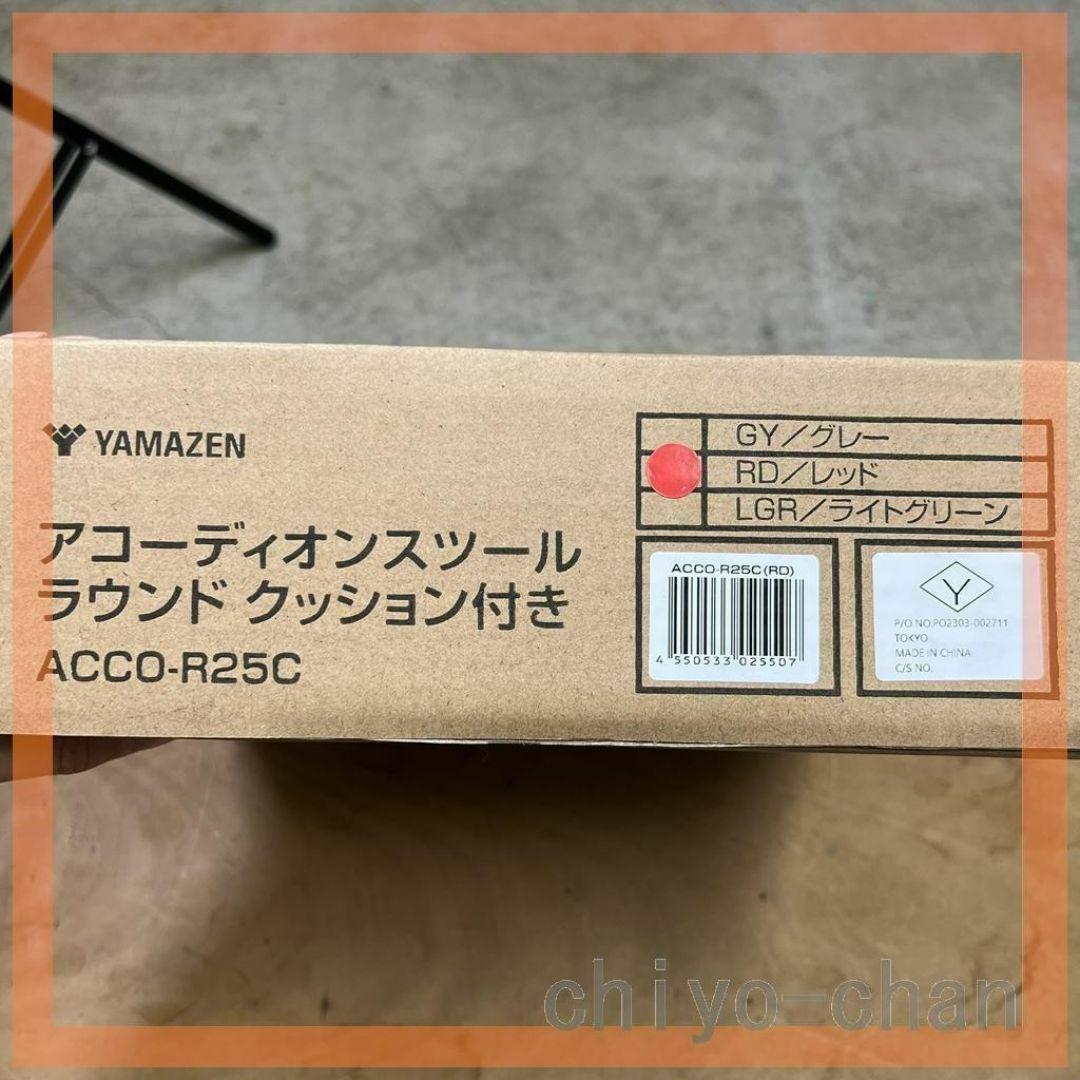 YAMAZEN
アコーディオンスツール
ラウンド クッション付き
ACCO-R25C
GY/グレー
RD/レッド
LGR/ライトグリーン
ACCO-R25C(RD)
4 550533 025507
Y
P/O NO.PO2303-002711
TOKYO
MADE IN CHINA
C/S NO.
chiyo-chan